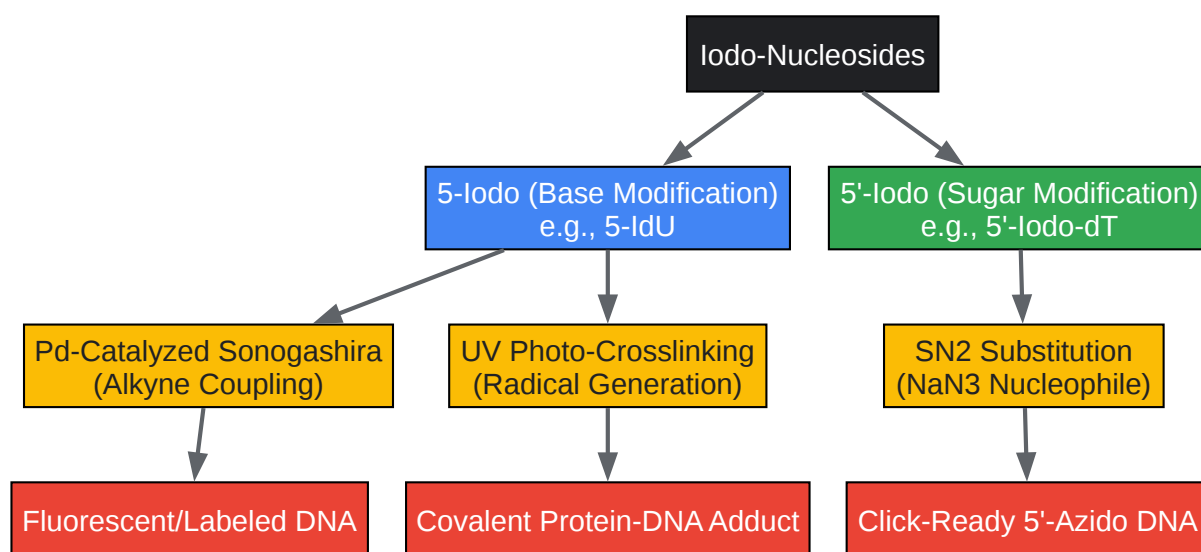 Iodo-Nucleosides
5-Iodo (Base Modification)
e.g., 5-IdU
5'-Iodo (Sugar Modification)
e.g., 5'-Iodo-dT
Pd-Catalyzed Sonogashira
(Alkyne Coupling)
UV Photo-Crosslinking
(Radical Generation)
SN2 Substitution
(NaN3 Nucleophile)
Fluorescent/Labeled DNA
Covalent Protein-DNA Adduct
Click-Ready 5'-Azido DNA